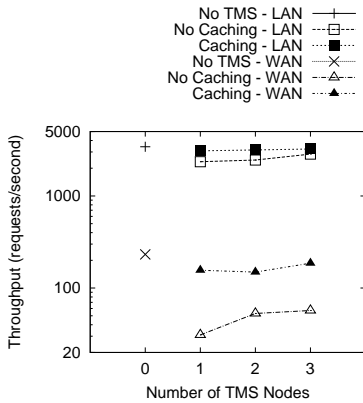 No TMS - LAN
No Caching - LAN
Caching - LAN
No TMS - WAN
No Caching - WAN
Caching - WAN
5000
1000
100
20
Throughput (requests/second)
0 1 2 3
Number of TMS Nodes